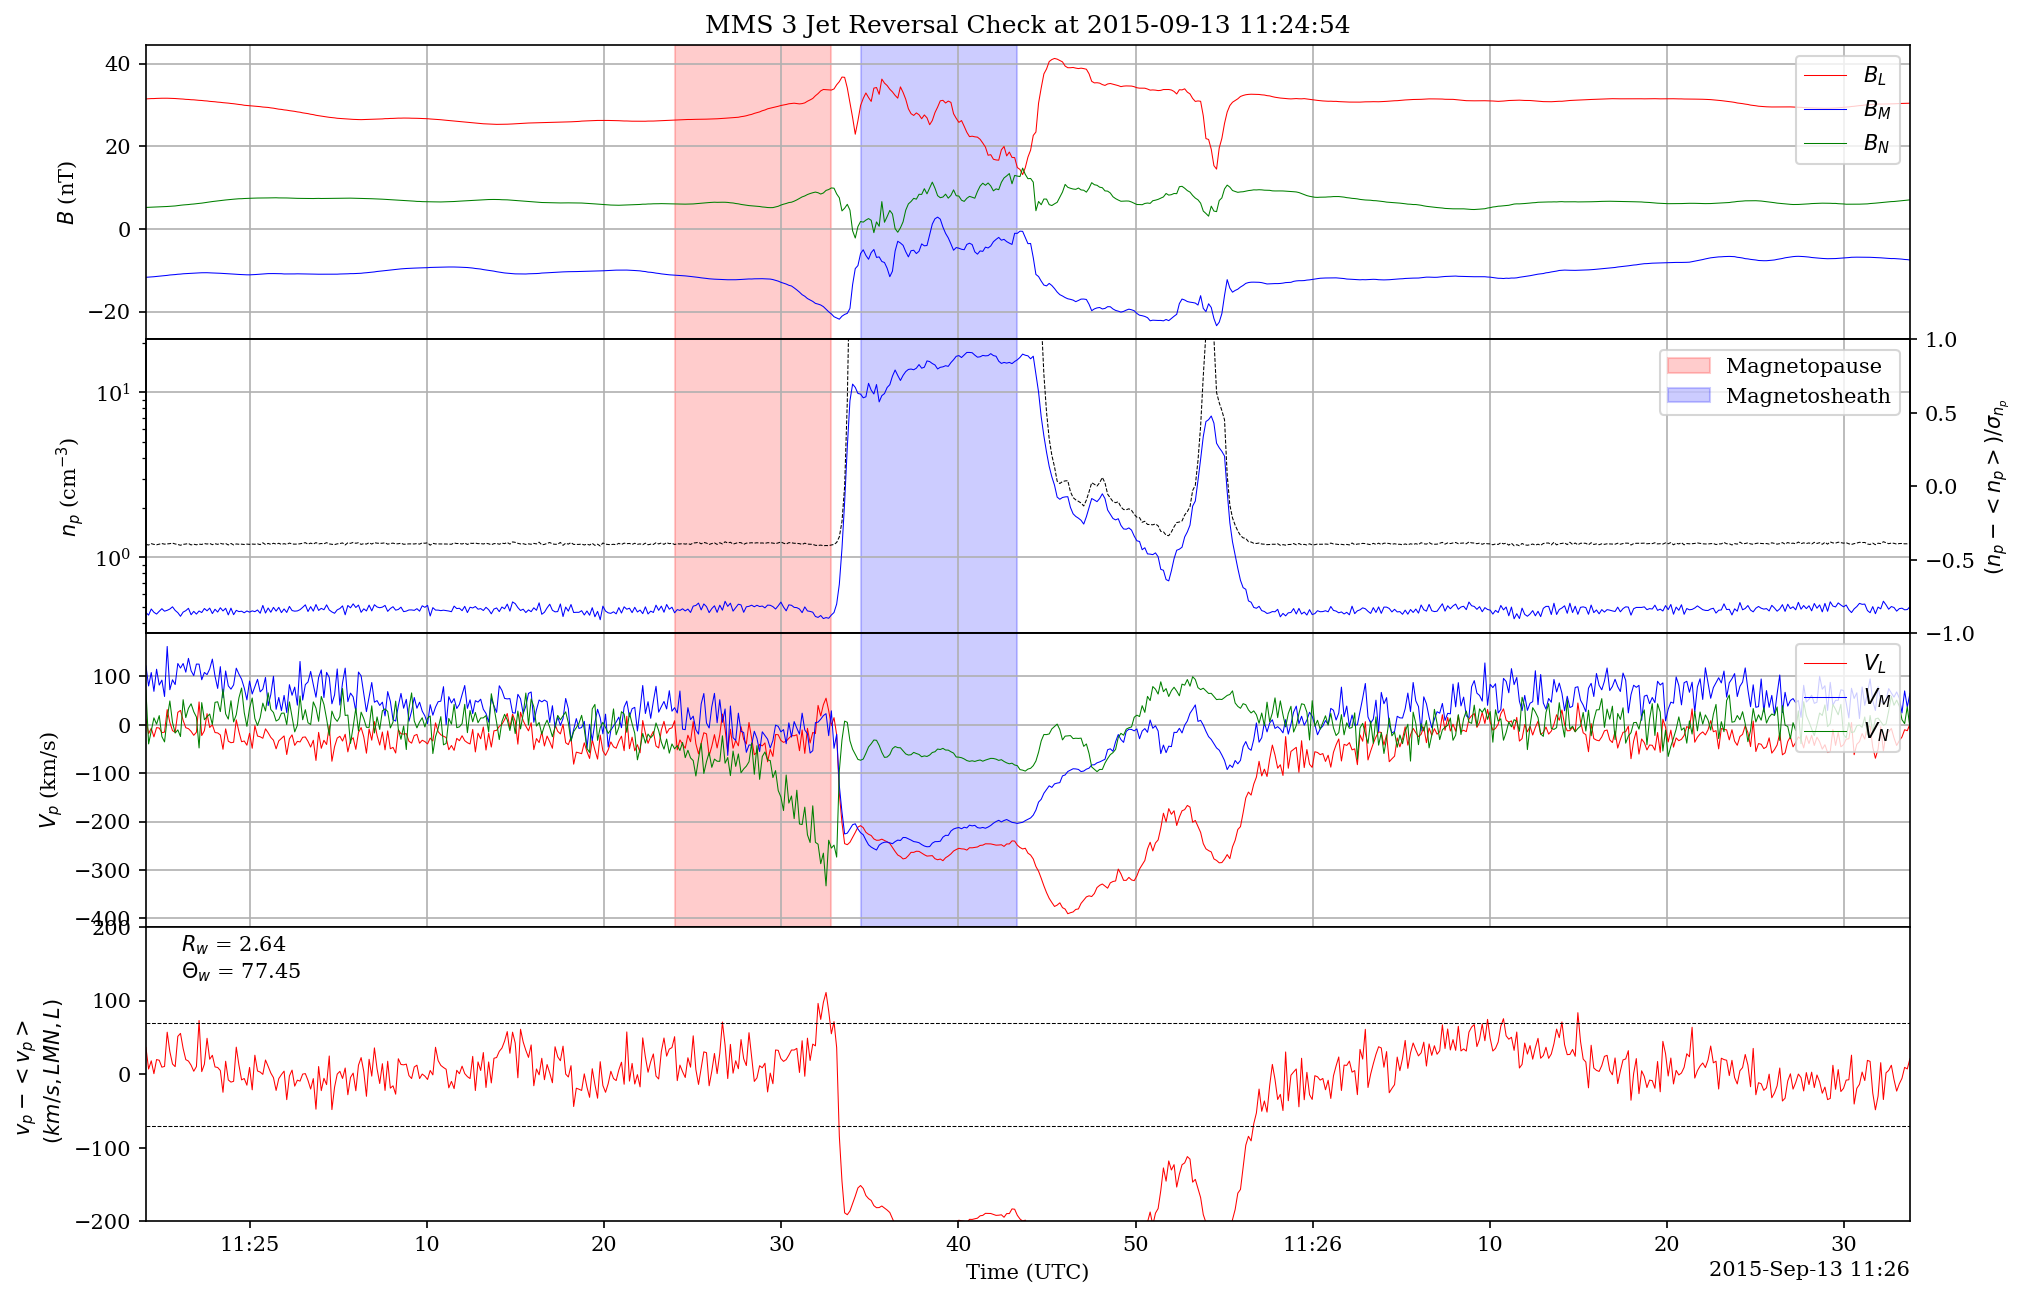 MMS 3 Jet Reversal Check at 2015-09-13 11:24:54
40
20
0
−20
B (nT)
B_L
B_M
B_N
10^1
10^0
n_p (cm^−3)
1.0
0.5
0.0
−0.5
−1.0
(n_p − < n_p >)/σ_{n_p}
Magnetopause
Magnetosheath
100
0
−100
−200
−300
−400
V_p (km/s)
V_L
V_M
V_N
200
100
0
−100
−200
v_p − < v_p >
(km/s, LMN, L)
R_w = 2.64
Θ_w = 77.45
11:25 10 20 30 40 50 11:26 10 20 30
Time (UTC)
2015-Sep-13 11:26